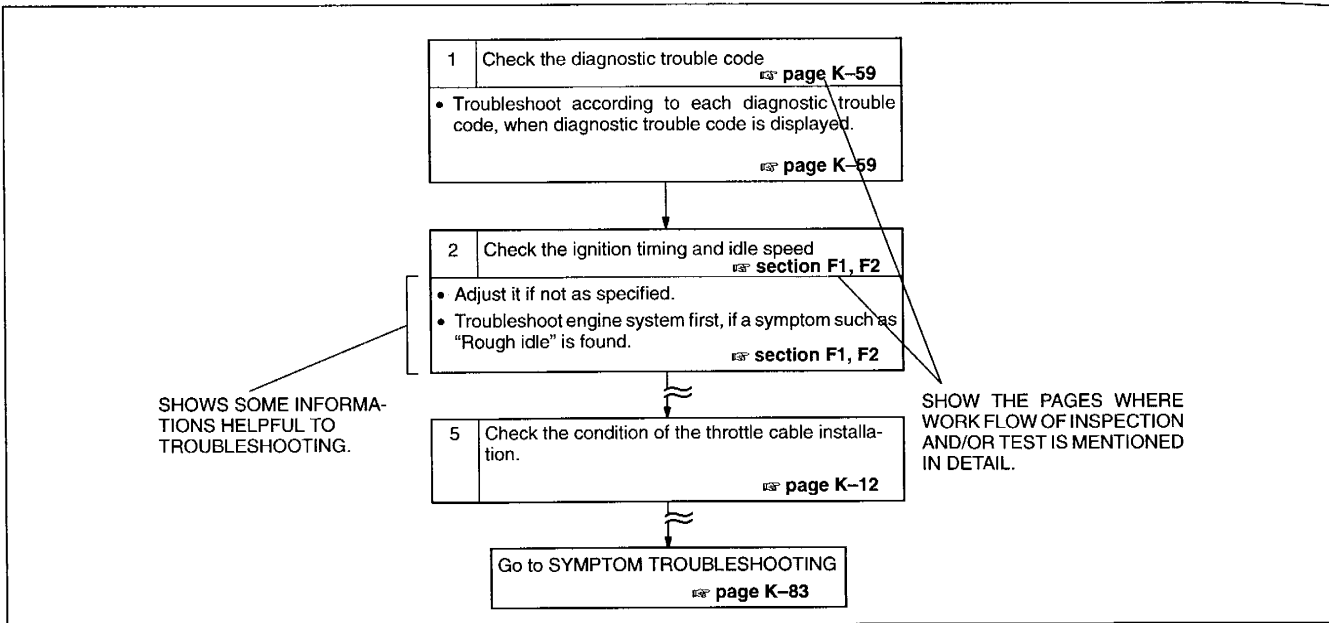 1 Check the diagnostic trouble code
☞ page K–59
• Troubleshoot according to each diagnostic trouble
code, when diagnostic trouble code is displayed.
☞ page K–59
2 Check the ignition timing and idle speed
☞ section F1, F2
• Adjust it if not as specified.
• Troubleshoot engine system first, if a symptom such as
“Rough idle” is found.
☞ section F1, F2
SHOWS SOME INFORMA-
TIONS HELPFUL TO
TROUBLESHOOTING.
SHOW THE PAGES WHERE
WORK FLOW OF INSPECTION
AND/OR TEST IS MENTIONED
IN DETAIL.
5 Check the condition of the throttle cable installa-
tion.
☞ page K–12
Go to SYMPTOM TROUBLESHOOTING
☞ page K–83